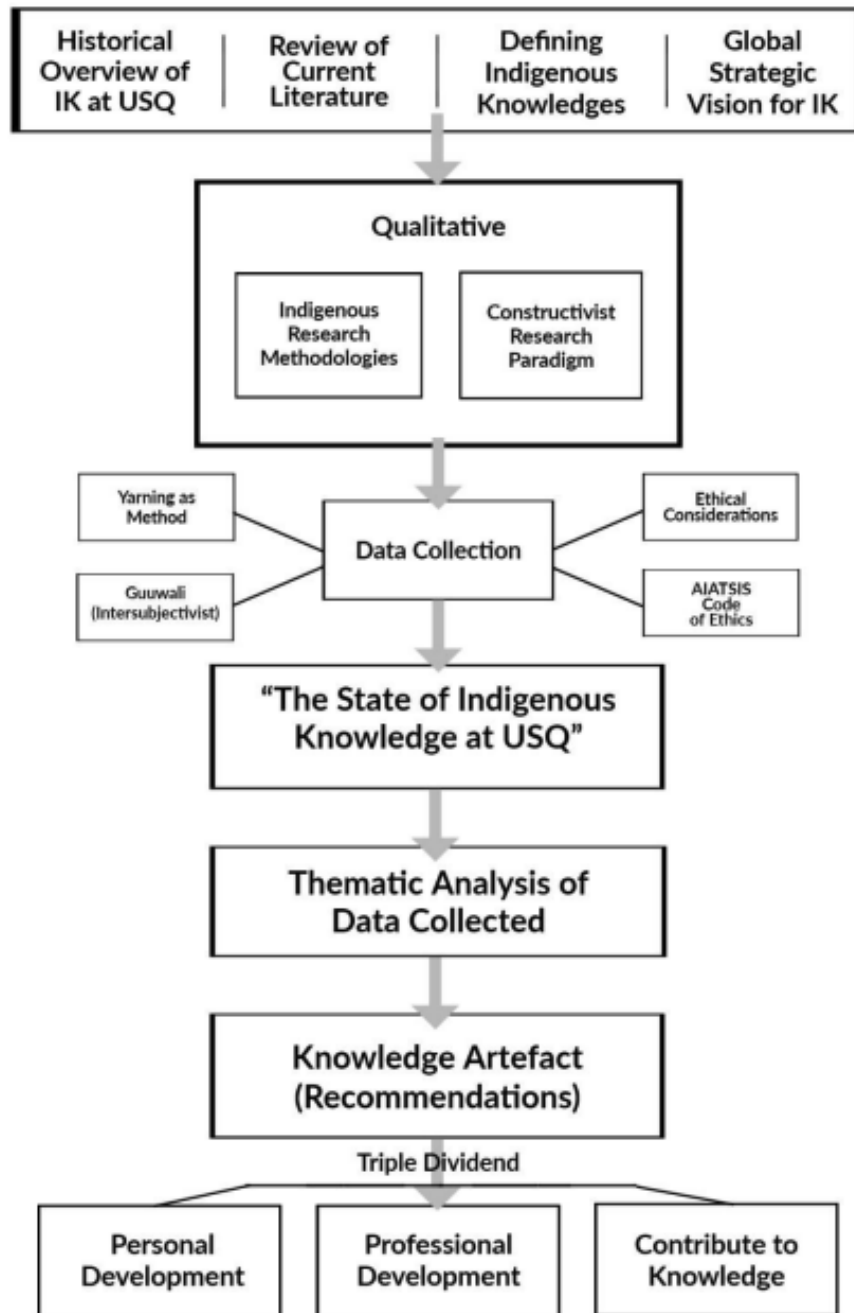 Historical
Overview of
IK at USQ
Review of
Current
Literature
Defining
Indigenous
Knowledges
Global
Strategic
Vision for IK
Qualitative
Indigenous
Research
Methodologies
Constructivist
Research
Paradigm
Yarning as
Method
Ethical
Considerations
Data Collection
Guuwali
(Intersubjectivist)
AIATSIS
Code
of Ethics
“The State of Indigenous
Knowledge at USQ”
Thematic Analysis of
Data Collected
Knowledge Artefact
(Recommendations)
Triple Dividend
Personal
Development
Professional
Development
Contribute to
Knowledge